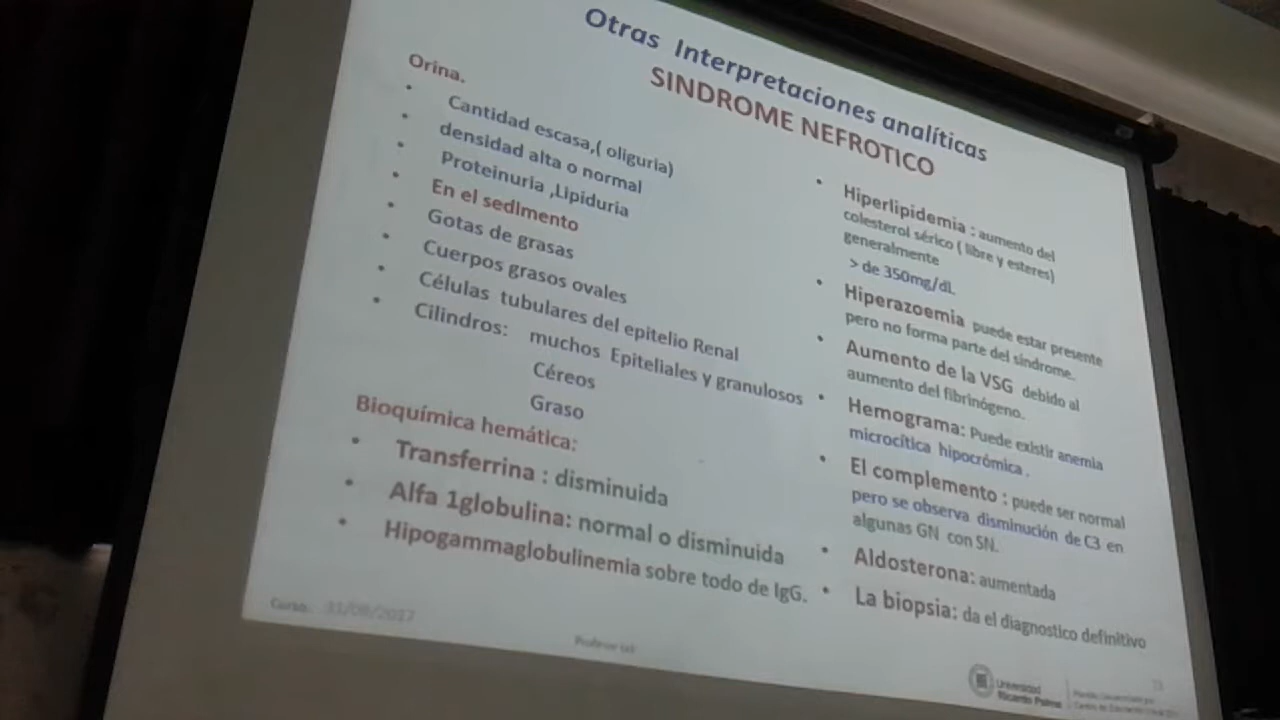 Otras Interpretaciones analíticas
SINDROME NEFROTICO
Orina.
• Cantidad escasa,( oliguria)
• densidad alta o normal
• Proteinuria ,Lipiduria
• En el sedImento
• Gotas de grasas
• Cuerpos grasos ovales
• Células tubulares del epitelio Renal
• Cilindros: muchos Epiteliales y granulosos
Céreos
Graso
Bioquímica hemática:
• Transferrina : disminuida
• Alfa 1globulina: normal o disminuida
• Hipogammaglobulinemia sobre todo de IgG.
• Hiperlipidemia : aumento del
colesterol sérico ( libre y esteres)
generalmente
> de 350mg/dL
• Hiperazoemia puede estar presente
pero no forma parte del síndrome.
• Aumento de la VSG debido al
aumento del fibrinógeno.
• Hemograma: Puede existir anemia
microcítica hipocrómica .
• El complemento : puede ser normal
pero se observa disminución de C3 en
algunas GN con SN.
• Aldosterona: aumentada
• La biopsia: da el diagnostico definitivo
Curso. 31/08/2017
Profesor
Universidad
Ricardo Palma